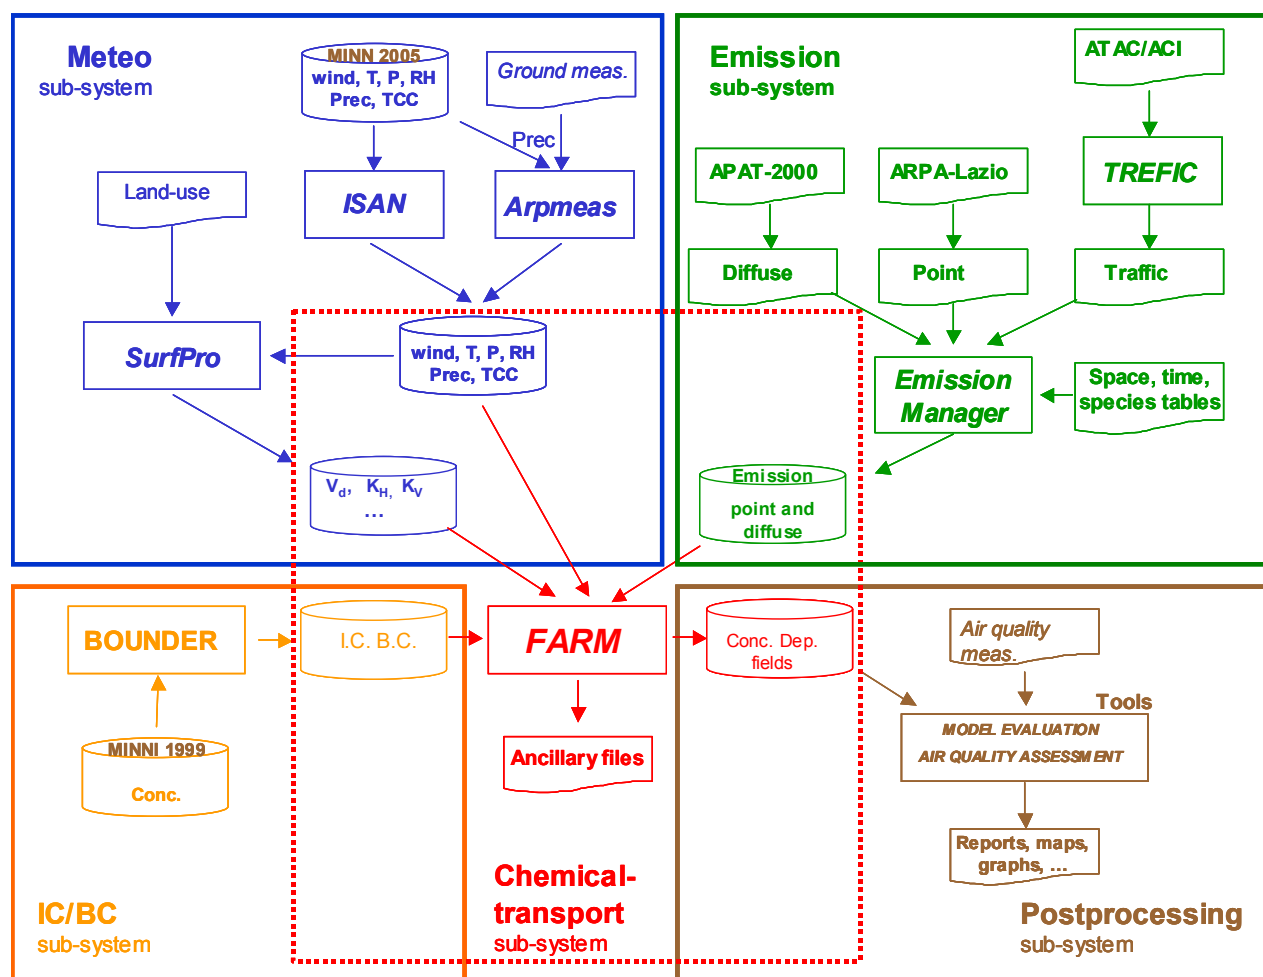 Meteo
sub-system
MINN 2005
wind, T, P, RH
Prec, TCC
Ground meas.
Prec
Land-use
ISAN
Arpmeas
SurfPro
wind, T, P, RH
Prec, TCC
Vd, KH, KV
...
Emission
sub-system
ATAC/ACI
APAT-2000
ARPA-Lazio
TREFIC
Diffuse
Point
Traffic
Emission
Manager
Space, time,
species tables
Emission
point and
diffuse
BOUNDER
I.C. B.C.
MINNI 1999
Conc.
IC/BC
sub-system
FARM
Conc. Dep.
fields
Ancillary files
Chemical-
transport
sub-system
Air quality
meas.
Tools
MODEL EVALUATION
AIR QUALITY ASSESSMENT
Reports, maps,
graphs, ...
Postprocessing
sub-system